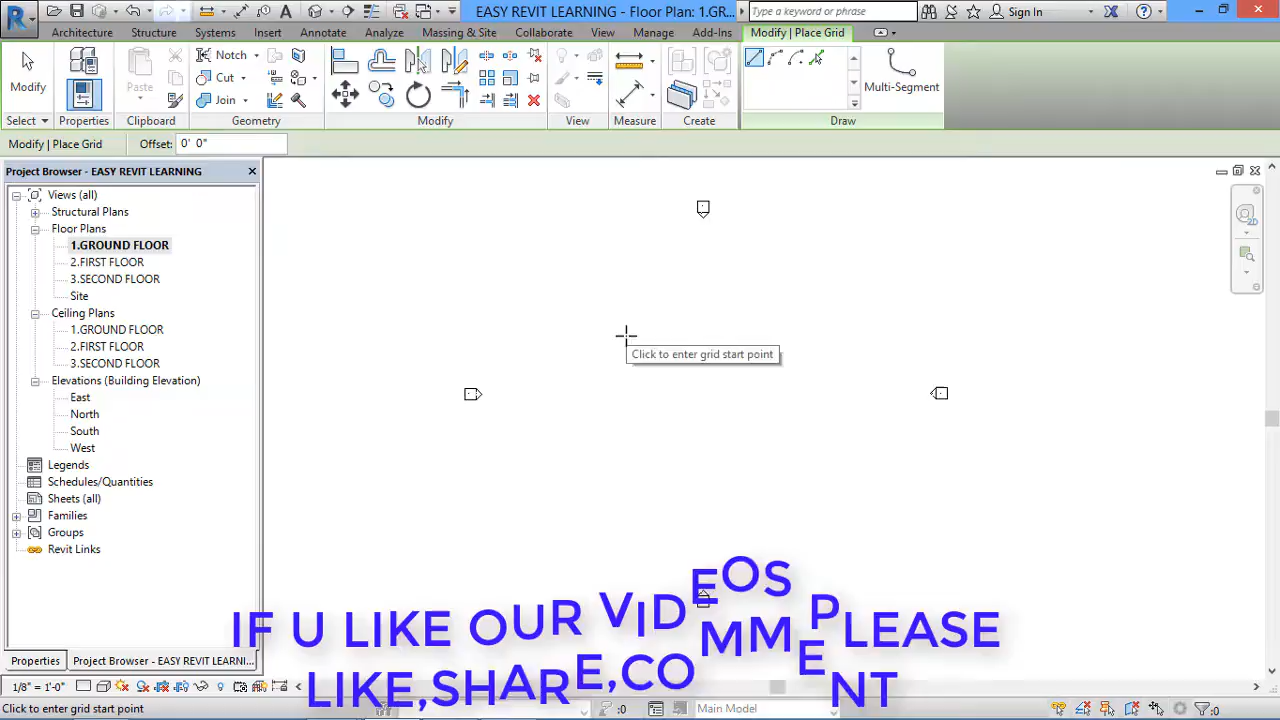 EASY REVIT LEARNING - Floor Plan: 1.GR...
Type a keyword or phrase
Sign In
Architecture Structure Systems Insert Annotate Analyze Massing & Site Collaborate View Manage Add-Ins Modify | Place Grid
Modify
Paste
Notch
Cut
Join
Multi-Segment
Select Properties Clipboard Geometry Modify View Measure Create Draw
Modify | Place Grid Offset: 0' 0"
Project Browser - EASY REVIT LEARNING
Views (all)
Structural Plans
Floor Plans
1.GROUND FLOOR
2.FIRST FLOOR
3.SECOND FLOOR
Site
Ceiling Plans
1.GROUND FLOOR
2.FIRST FLOOR
3.SECOND FLOOR
Elevations (Building Elevation)
East
North
South
West
Legends
Schedules/Quantities
Sheets (all)
Families
Groups
Revit Links
2D
Click to enter grid start point
IF U LIKE OUR VIDEOS PLEASE
LIKE,SHARE,COMMENT
Properties Project Browser - EASY REVIT LEARNI...
1/8" = 1'-0"
Click to enter grid start point :0 Main Model :0